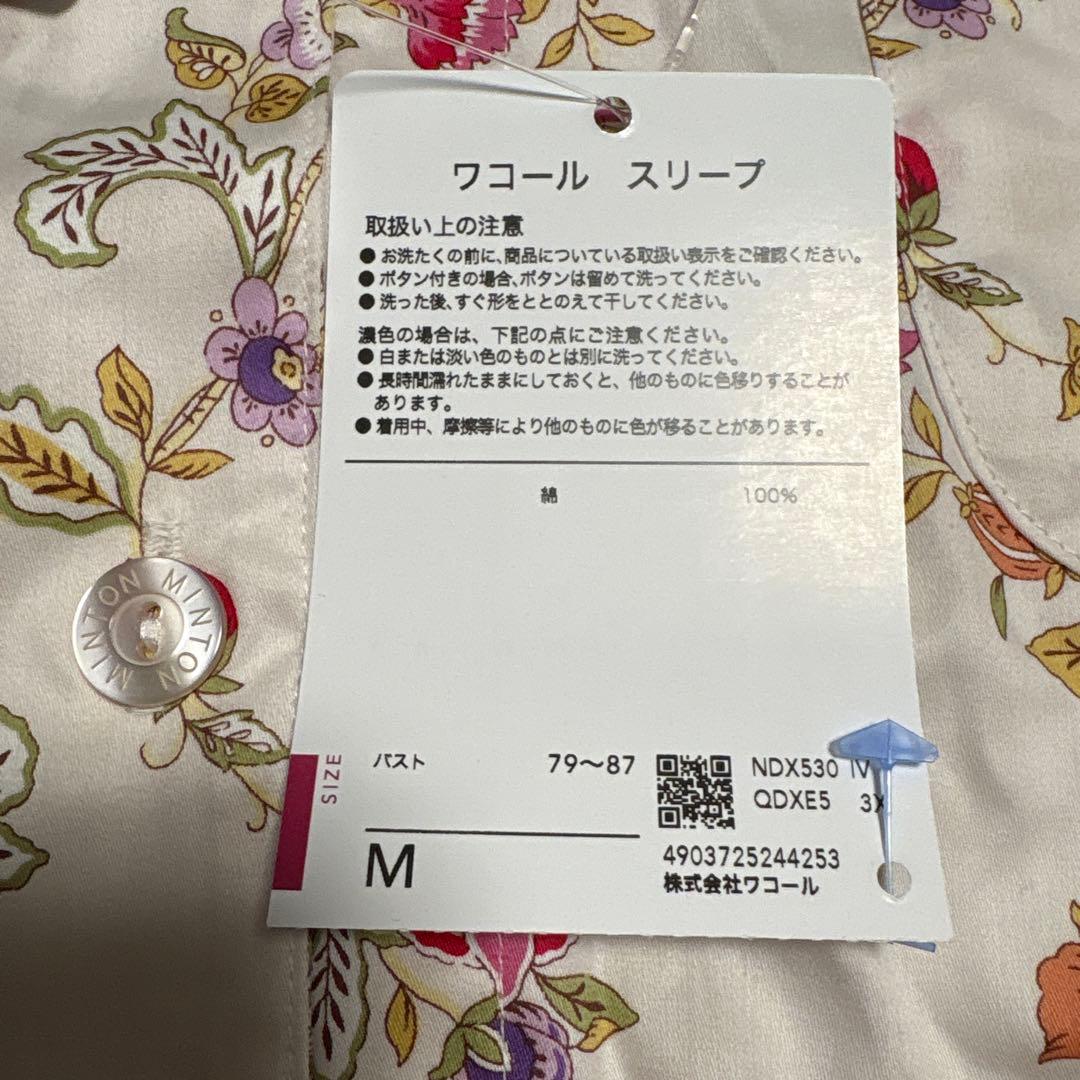 ワコール スリープ
取扱い上の注意
● お洗たくの前に、商品についている取扱い表示をご確認ください。
● ボタン付きの場合、ボタンは留めて洗ってください。
● 洗った後、すぐ形をととのえて干してください。
濃色の場合は、下記の点にご注意ください。
● 白または淡い色のものとは別に洗ってください。
● 長時間濡れたままにしておくと、他のものに色移りすることが
あります。
● 着用中、摩擦等により他のものに色が移ることがあります。
綿 100%
MINTON MINTON MINTON
SIZE
バスト 79〜87
M
NDX530 IV
QDXE5 3X
4903725244253
株式会社ワコール